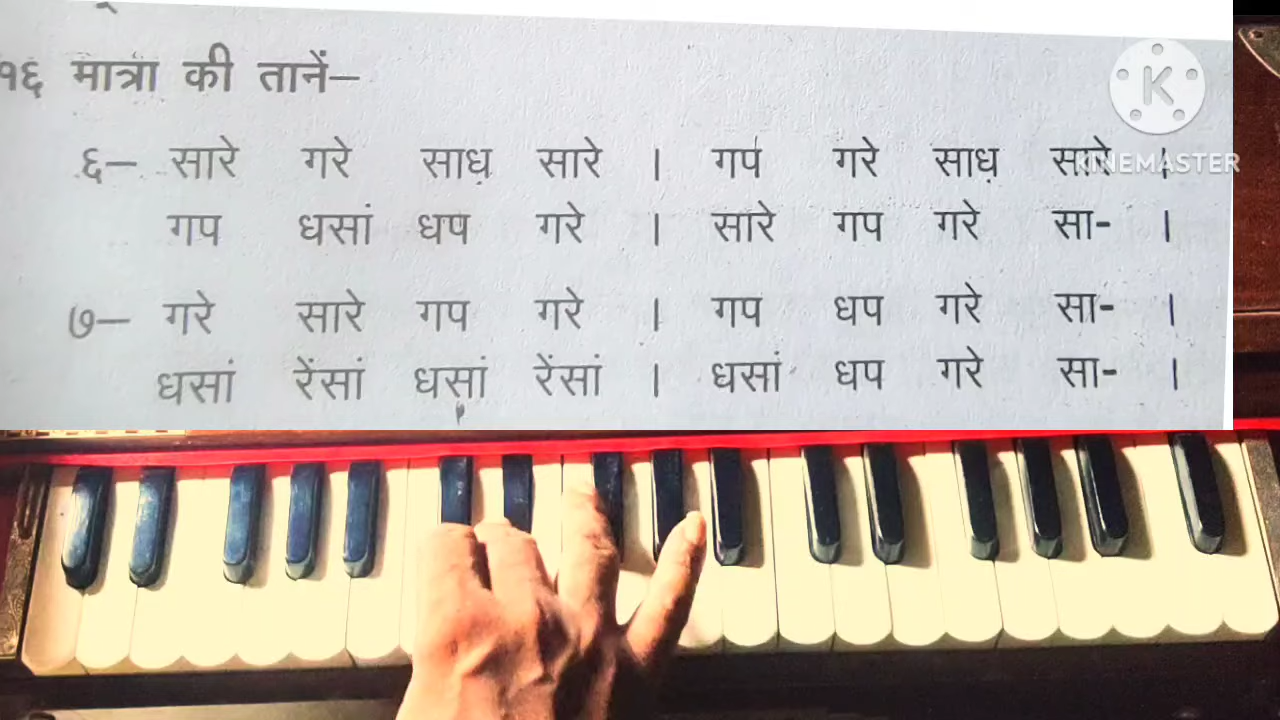 १६ मात्रा की तानें–
६– सारे गरे साध़ सारे । गप गरे साध़ सारे ।
गप धसां धप गरे । सारे गप गरे सा- ।
७– गरे सारे गप गरे । गप धप गरे सा- ।
धसां रेंसां धसां रेंसां । धसां धप गरे सा- ।
K
KINEMASTER